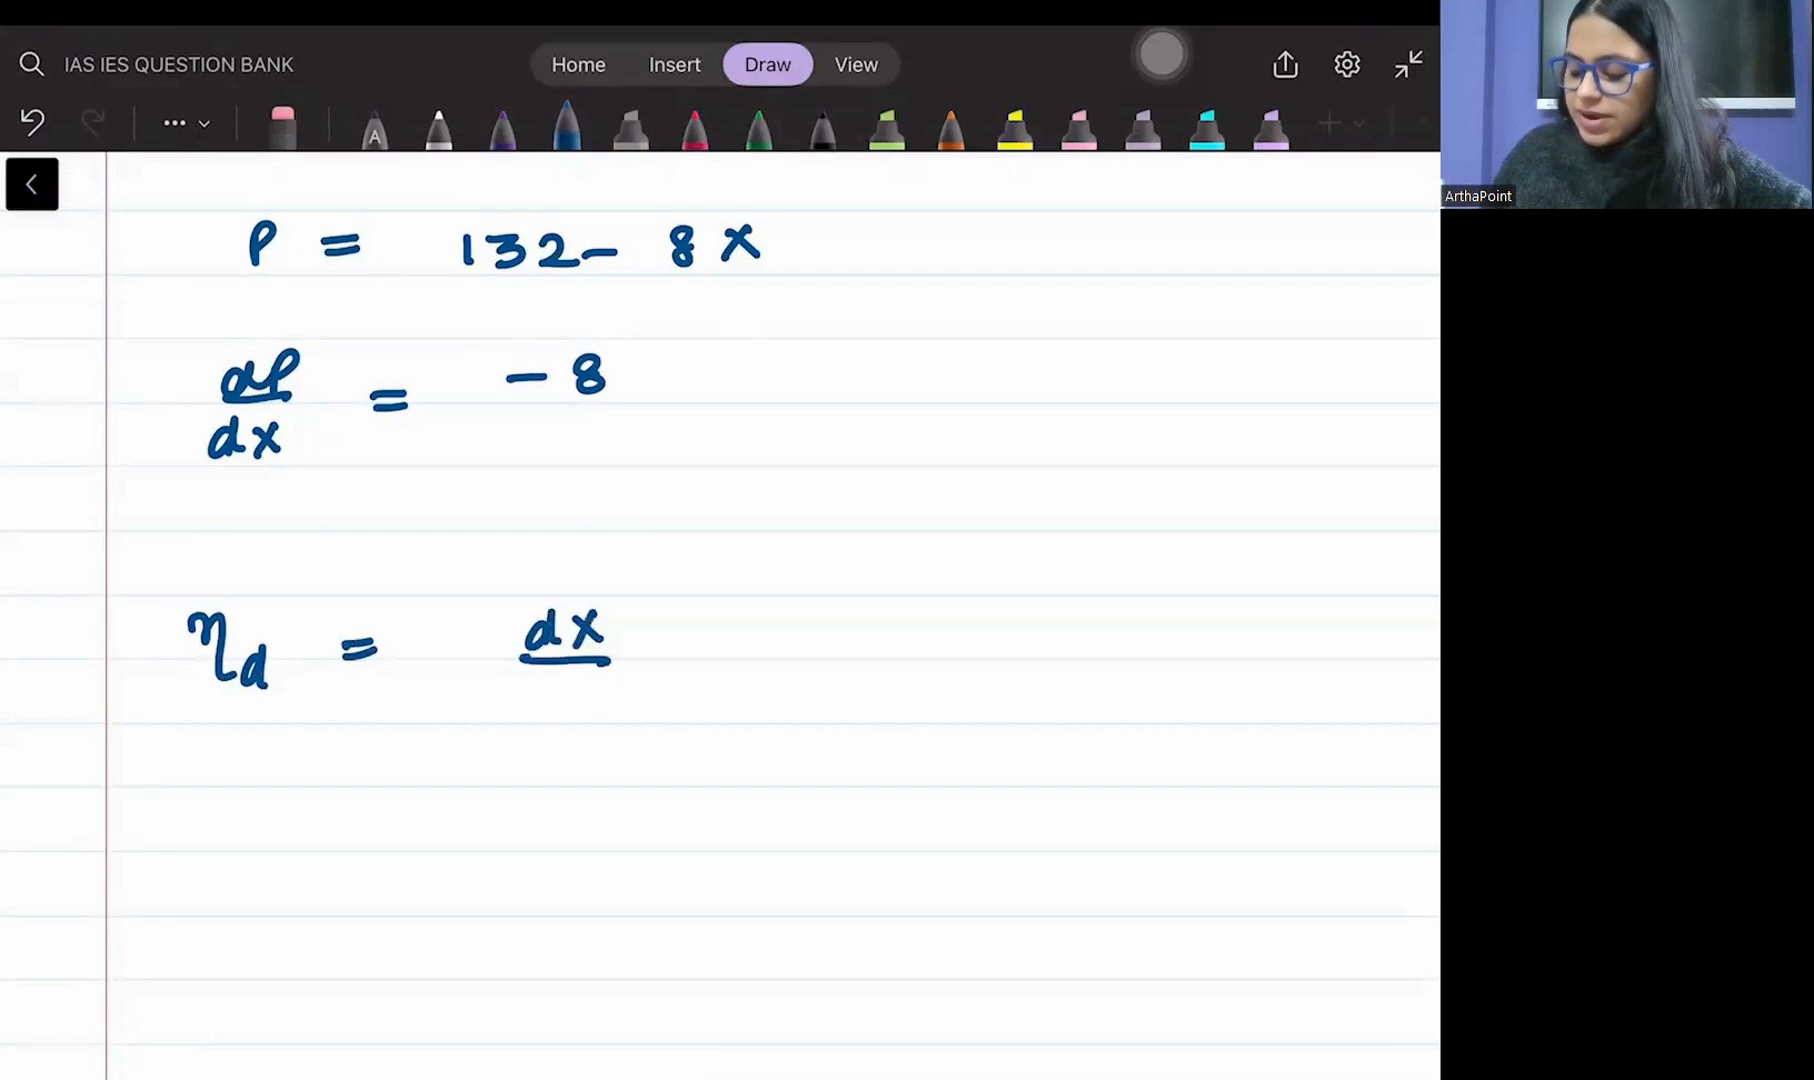 IAS IES QUESTION BANK
Home Insert Draw View
A
ArthaPoint
P = 132 - 8x
dP/dx = -8
η_d = dx